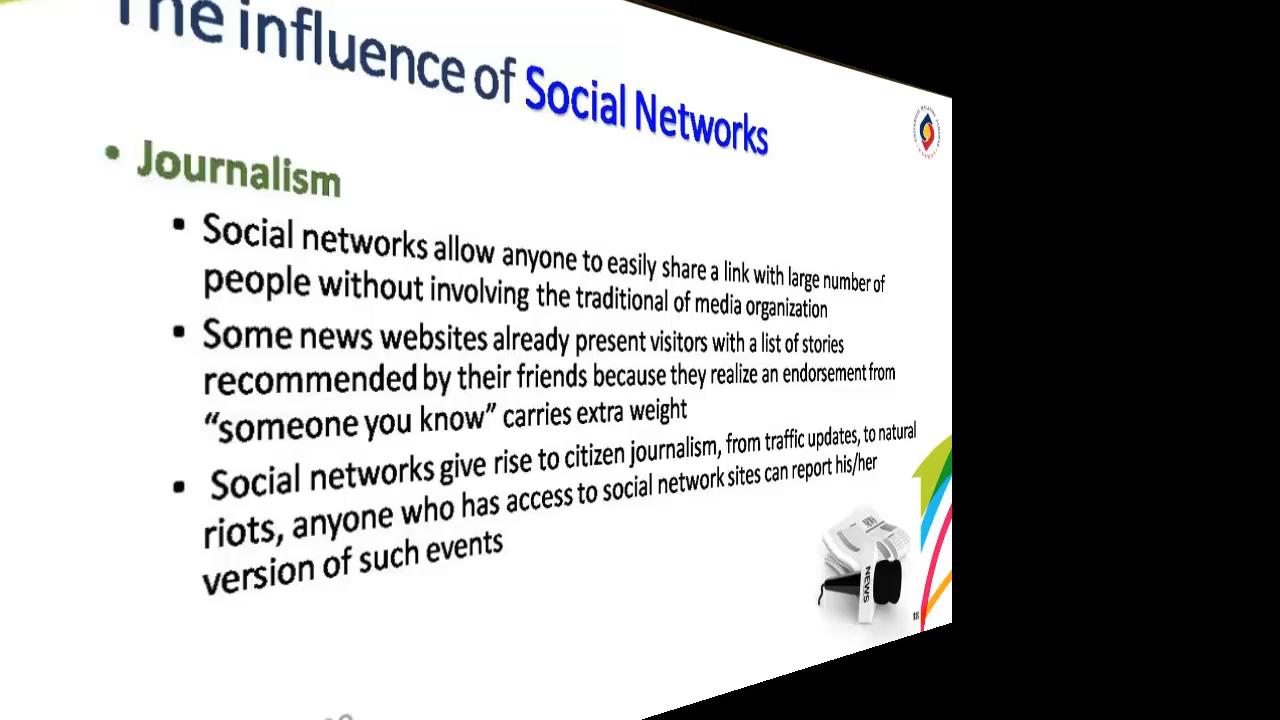 The influence of Social Networks
• Journalism
▪ Social networks allow anyone to easily share a link with large number of
people without involving the traditional of media organization
▪ Some news websites already present visitors with a list of stories
recommended by their friends because they realize an endorsement from
“someone you know” carries extra weight
▪ Social networks give rise to citizen journalism, from traffic updates, to natural
riots, anyone who has access to social network sites can report his/her
version of such events
NEWS